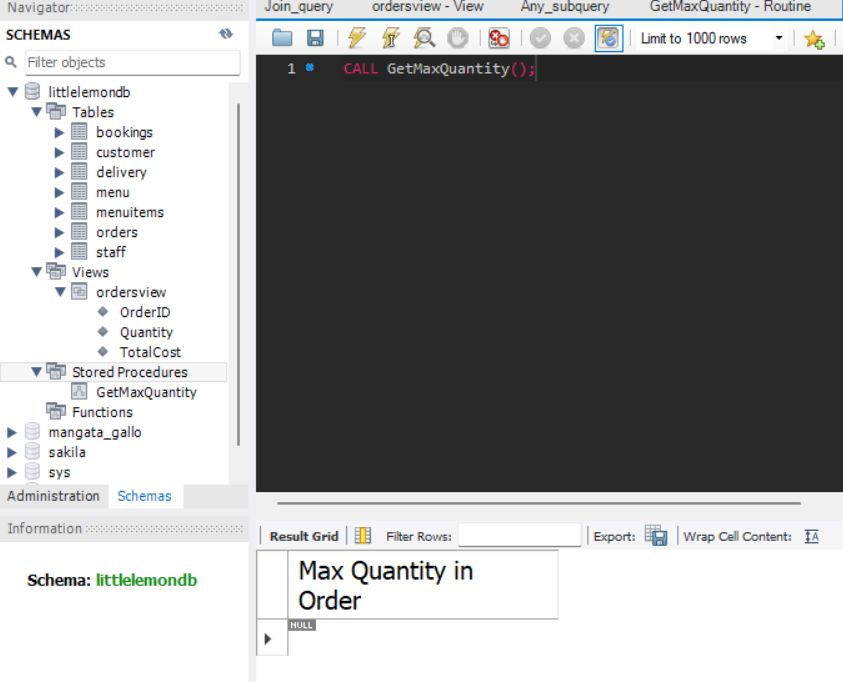 Navigator
Join_query ordersview - View Any_subquery GetMaxQuantity - Routine
SCHEMAS
Limit to 1000 rows
Filter objects
1 CALL GetMaxQuantity();
littlelemondb
Tables
bookings
customer
delivery
menu
menuitems
orders
staff
Views
ordersview
OrderID
Quantity
TotalCost
Stored Procedures
GetMaxQuantity
Functions
mangata_gallo
sakila
sys
Administration Schemas
Information
Schema: littlelemondb
Result Grid Filter Rows: Export: Wrap Cell Content: IA
Max Quantity in
Order
NULL